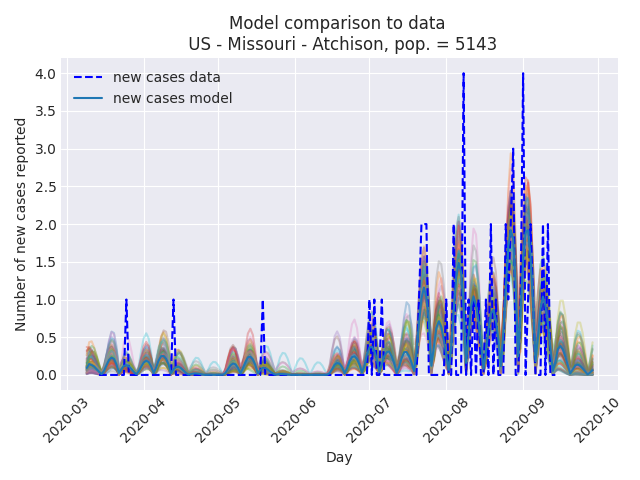 Model comparison to data
US - Missouri - Atchison, pop. = 5143
new cases data
new cases model
Number of new cases reported
4.0
3.5
3.0
2.5
2.0
1.5
1.0
0.5
0.0
2020-03
2020-04
2020-05
2020-06
2020-07
2020-08
2020-09
2020-10
Day